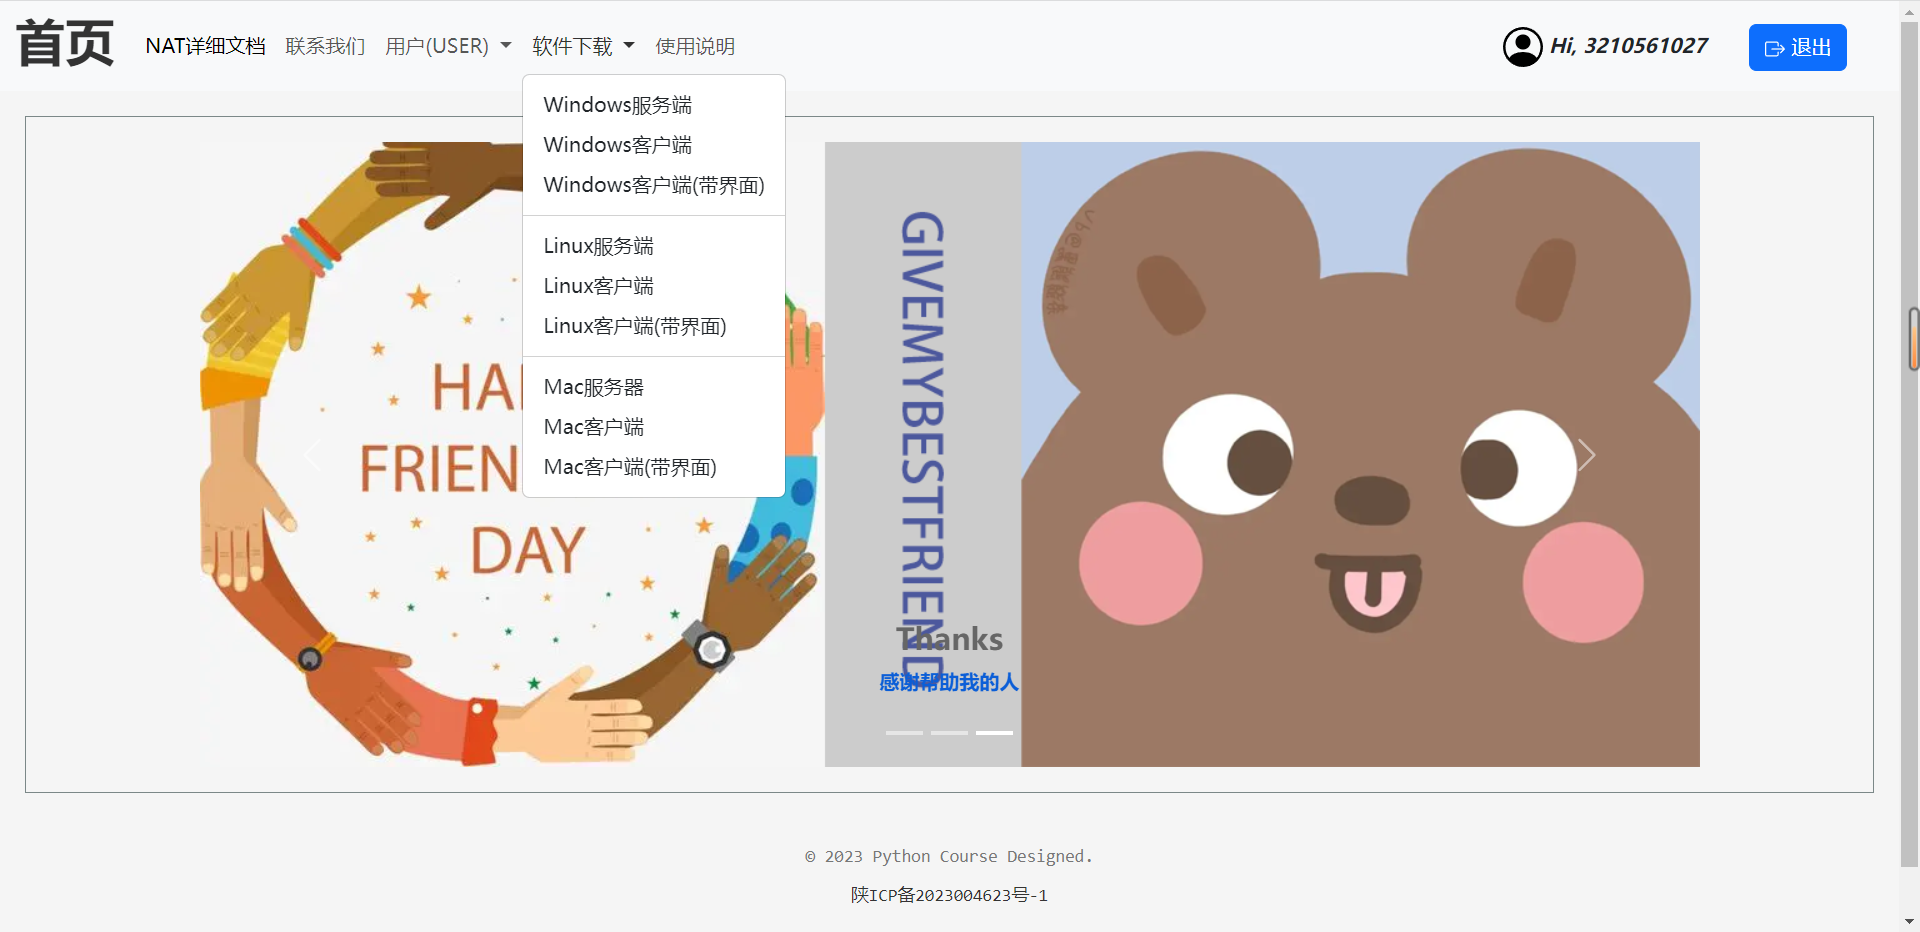 首页
NAT详细文档
联系我们
用户(USER)
软件下载
使用说明
Hi, 3210561027
退出
Windows服务端
Windows客户端
Windows客户端(带界面)
Linux服务端
Linux客户端
Linux客户端(带界面)
Mac服务器
Mac客户端
Mac客户端(带界面)
HA
FRIEN
DAY
GIVEMYBESTFRIEND
Thanks
感谢帮助我的人
© 2023 Python Course Designed.
陕ICP备2023004623号-1